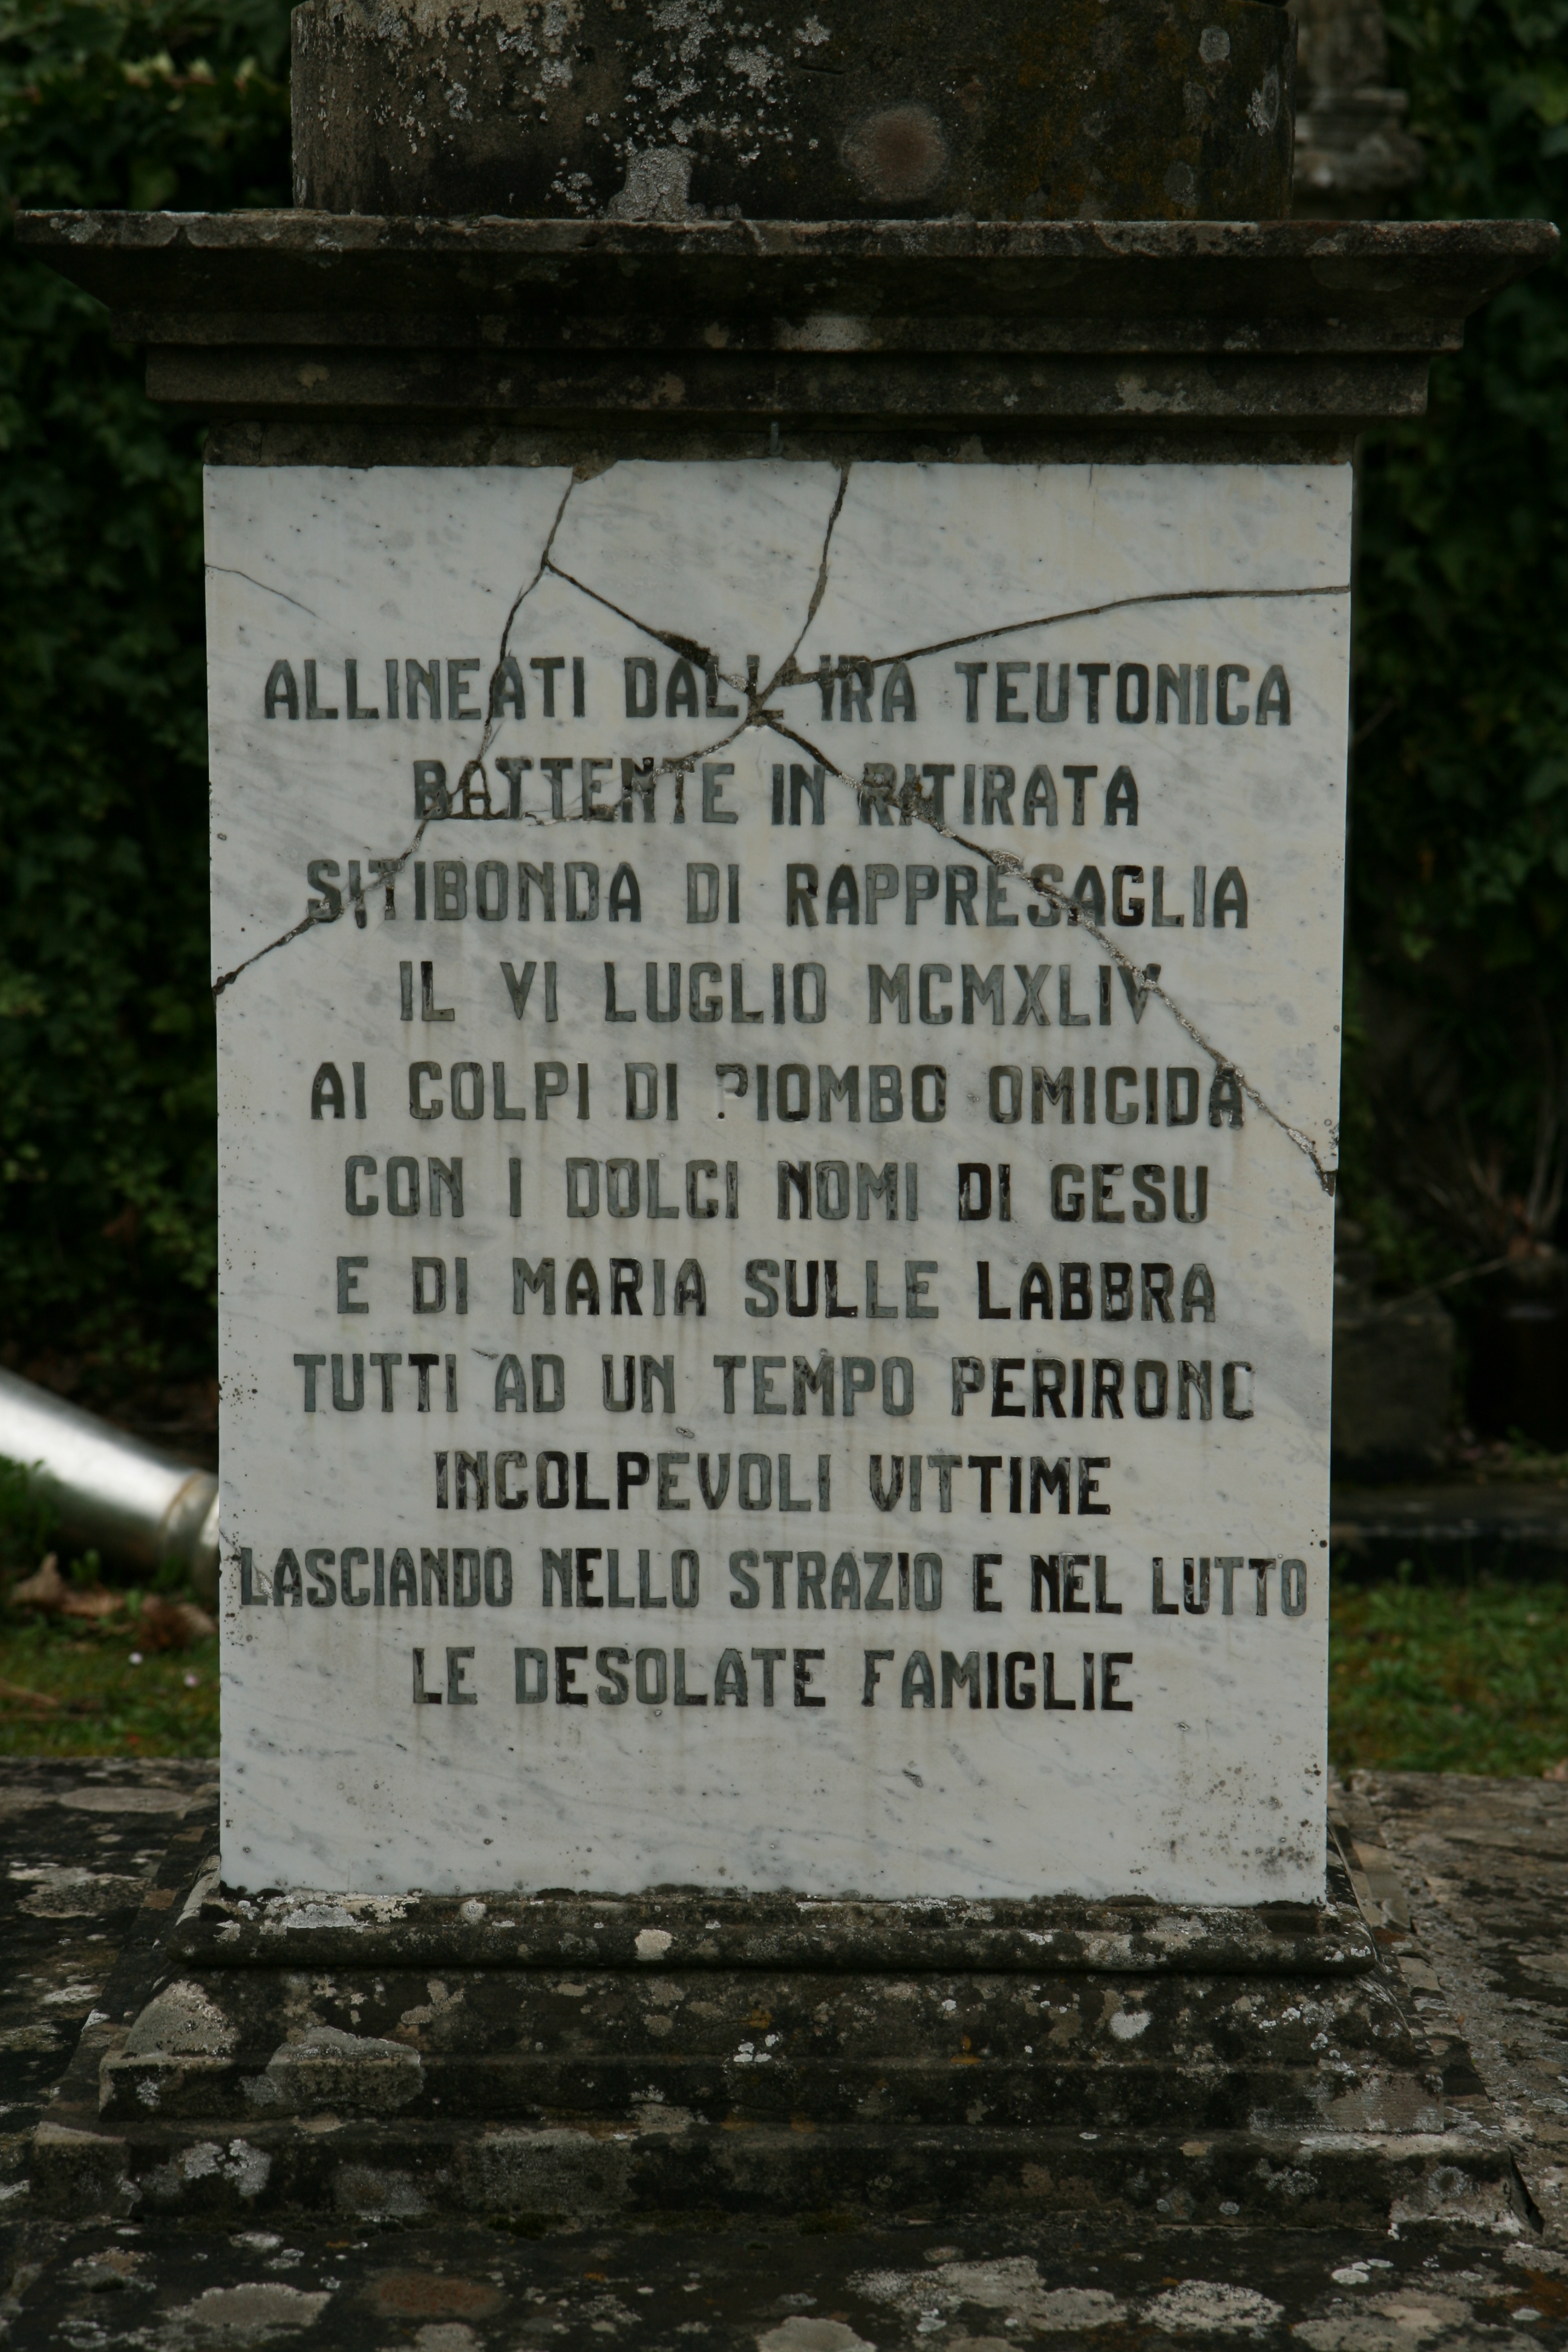 ALLINEATI DALL'IRA TEUTONICA
BATTENTE IN RITIRATA
SITIBONDA DI RAPPRESAGLIA
IL VI LUGLIO MCMXLIV
AI COLPI DI PIOMBO OMICIDA
CON I DOLCI NOMI DI GESU
E DI MARIA SULLE LABBRA
TUTTI AD UN TEMPO PERIRONO
INCOLPEVOLI VITTIME
LASCIANDO NELLO STRAZIO E NEL LUTTO
LE DESOLATE FAMIGLIE